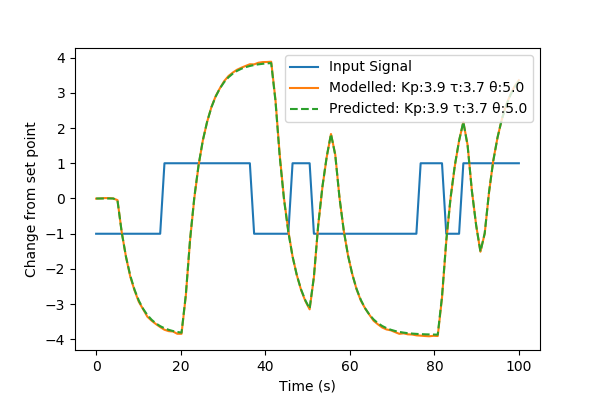 Input Signal
Modelled: Kp:3.9 τ:3.7 θ:5.0
Predicted: Kp:3.9 τ:3.7 θ:5.0
4
3
2
1
0
−1
−2
−3
−4
Change from set point
0 20 40 60 80 100
Time (s)